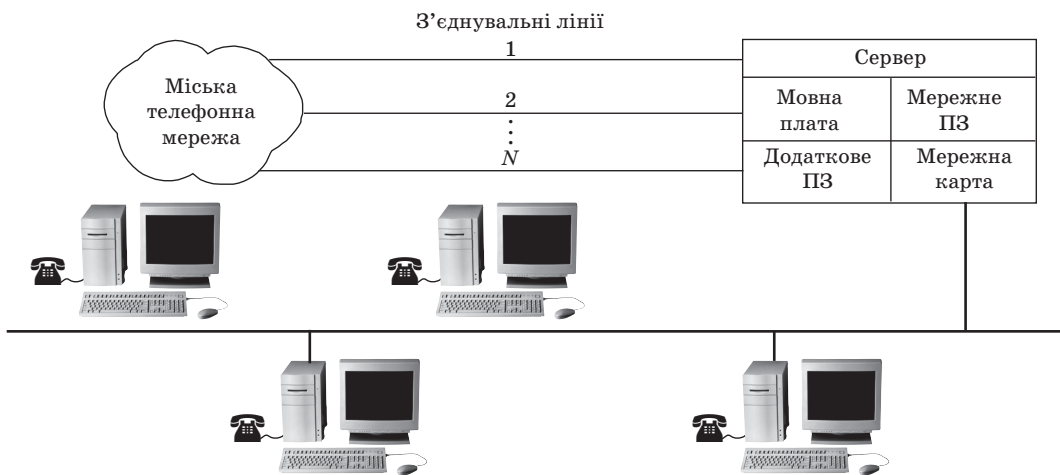 З’єднувальні лінії
1
2
N
Міська
телефонна
мережа
Сервер
Мовна
плата
Мережне
ПЗ
Додаткове
ПЗ
Мережна
карта